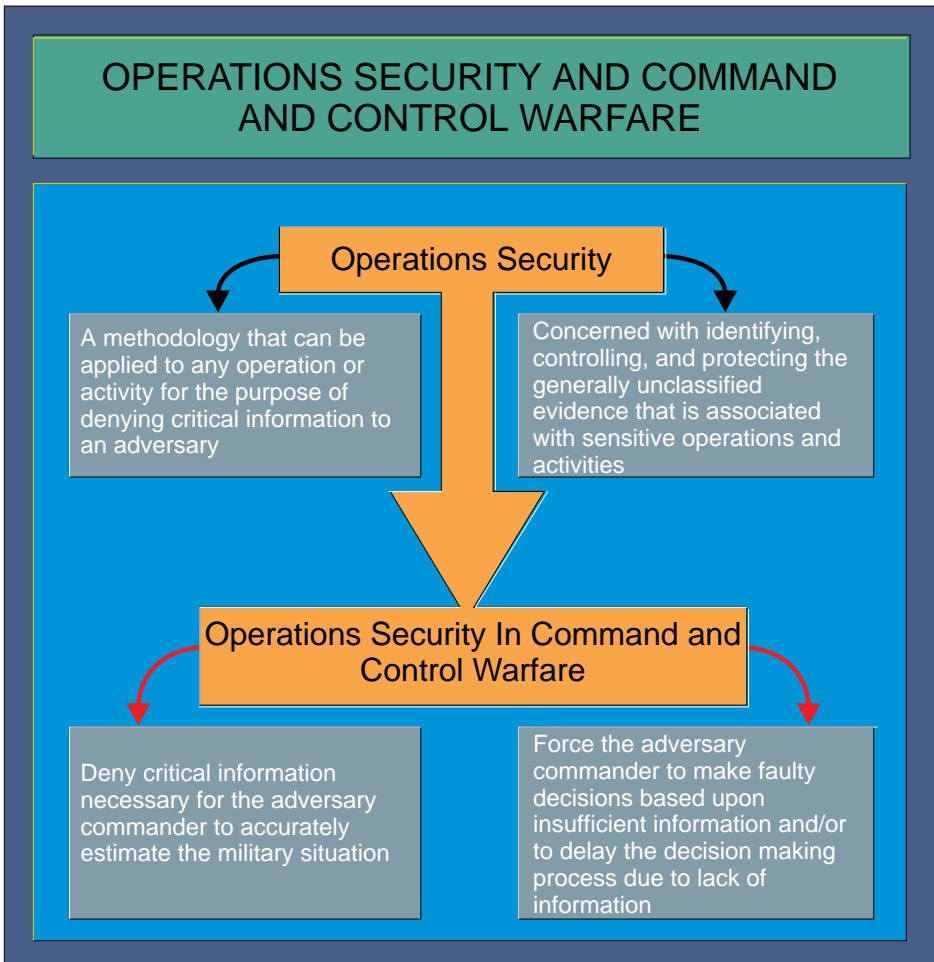 OPERATIONS SECURITY AND COMMAND
AND CONTROL WARFARE
Operations Security
A methodology that can be
applied to any operation or
activity for the purpose of
denying critical information to
an adversary
Concerned with identifying,
controlling, and protecting the
generally unclassified
evidence that is associated
with sensitive operations and
activities
Operations Security In Command and
Control Warfare
Deny critical information
necessary for the adversary
commander to accurately
estimate the military situation
Force the adversary
commander to make faulty
decisions based upon
insufficient information and/or
to delay the decision making
process due to lack of
information